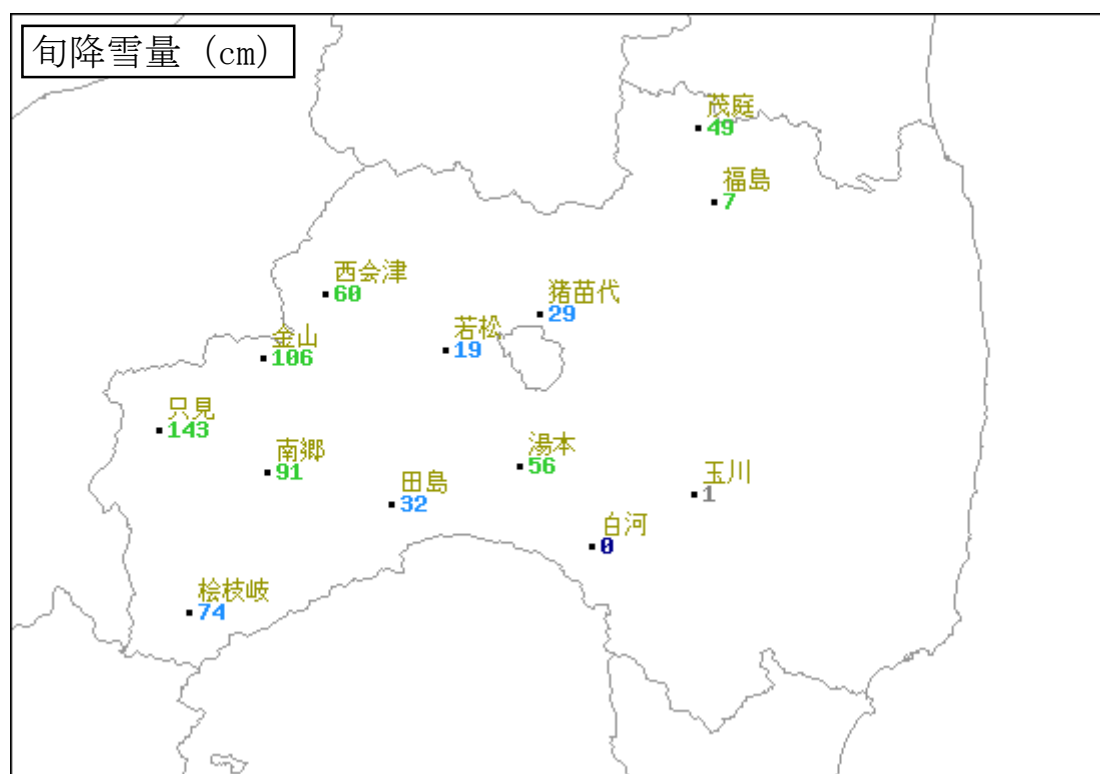 旬降雪量 (cm)
茂庭
49
福島
7
西会津
60
猪苗代
29
若松
19
金山
106
只見
143
南郷
91
湯本
56
田島
32
玉川
1
白河
0
桧枝岐
74